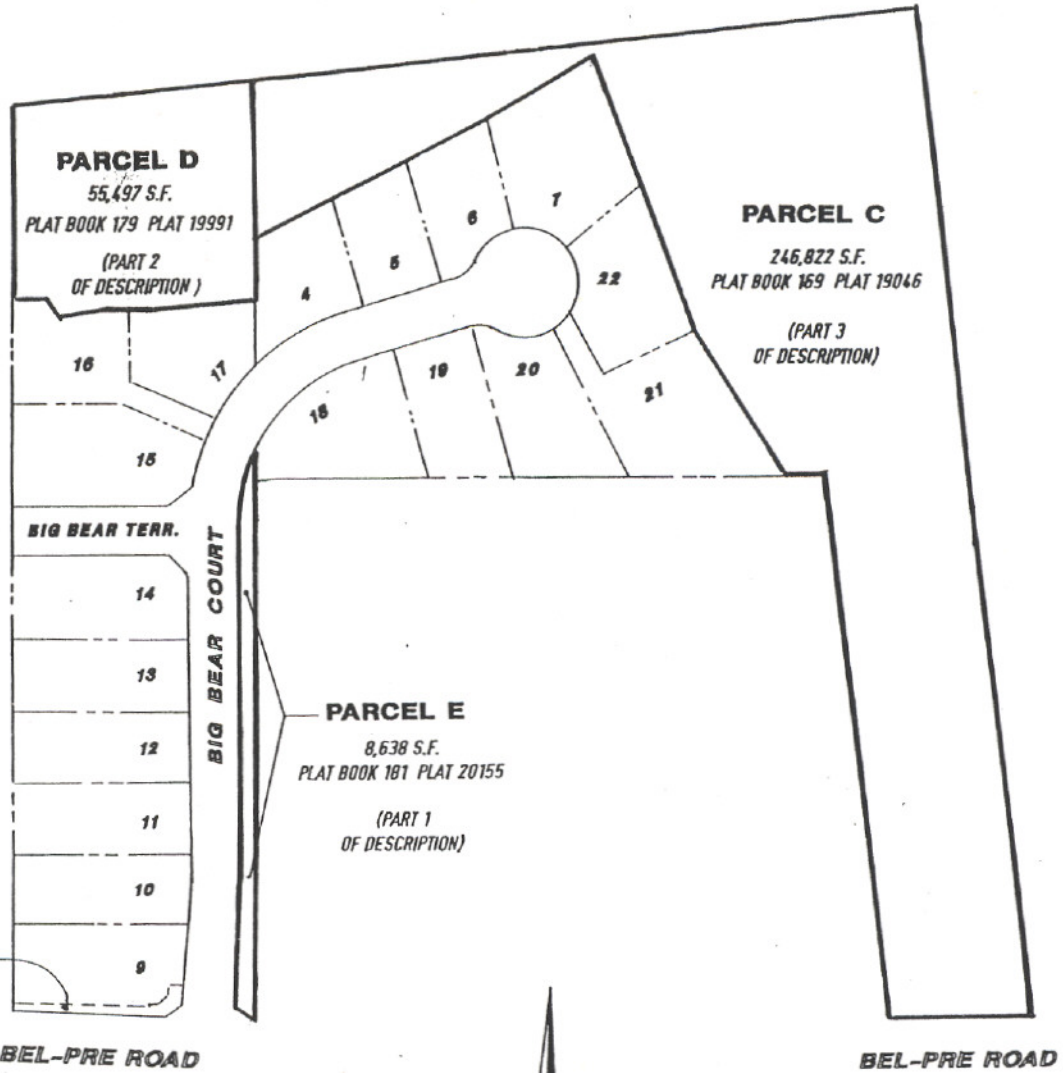 PARCEL D
55,497 S.F.
PLAT BOOK 179 PLAT 19991
(PART 2
OF DESCRIPTION )
PARCEL C
246,822 S.F.
PLAT BOOK 169 PLAT 19046
(PART 3
OF DESCRIPTION)
4
5
6
7
22
16
17
18
19
20
21
15
BIG BEAR TERR.
BIG BEAR COURT
14
13
12
11
10
9
PARCEL E
8,638 S.F.
PLAT BOOK 181 PLAT 20155
(PART 1
OF DESCRIPTION)
BEL-PRE ROAD
BEL-PRE ROAD